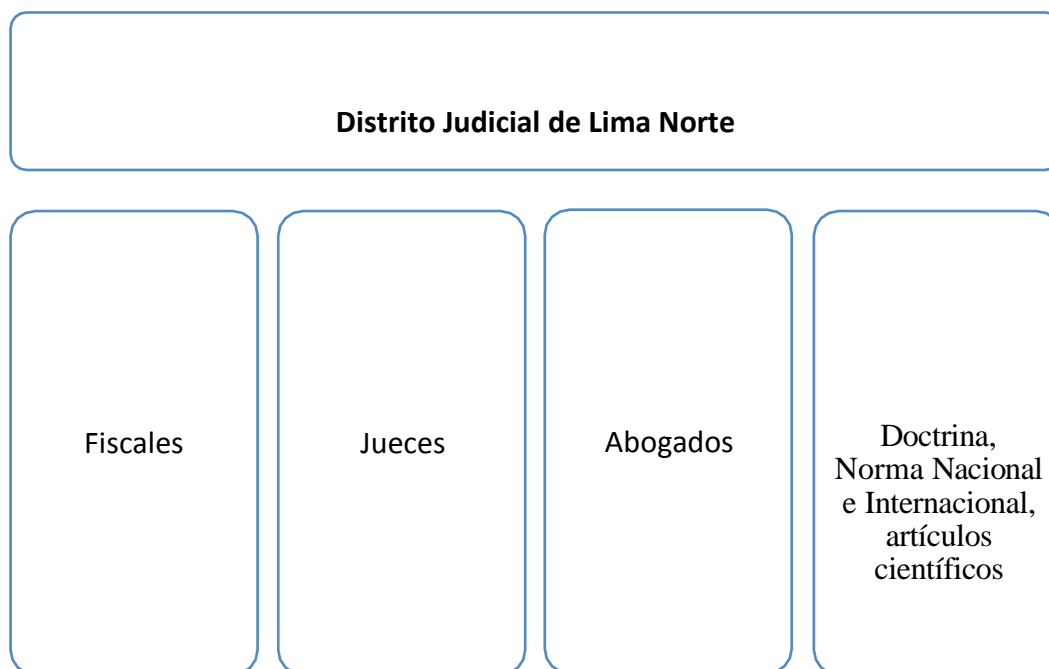 Distrito Judicial de Lima Norte
Fiscales
Jueces
Abogados
Doctrina,
Norma Nacional
e Internacional,
artículos
científicos